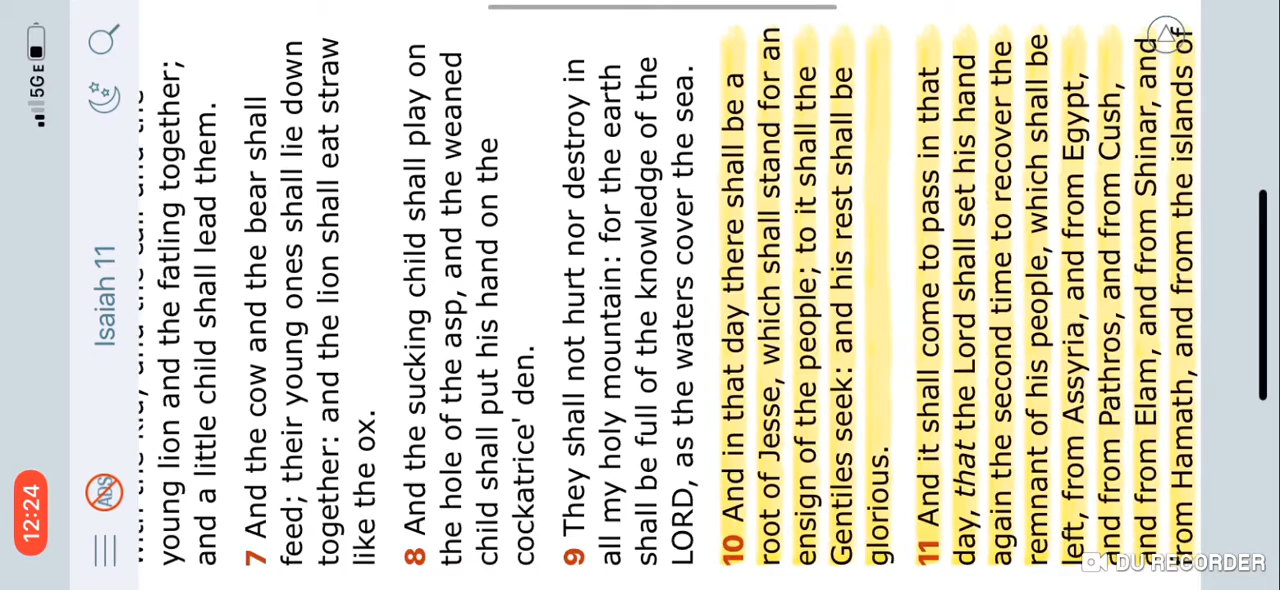 12:24
5GE
ADS
Isaiah 11
young lion and the fatling together;
and a little child shall lead them.
7 And the cow and the bear shall
feed; their young ones shall lie down
together: and the lion shall eat straw
like the ox.
8 And the sucking child shall play on
the hole of the asp, and the weaned
child shall put his hand on the
cockatrice' den.
9 They shall not hurt nor destroy in
all my holy mountain: for the earth
shall be full of the knowledge of the
LORD, as the waters cover the sea.
10 And in that day there shall be a
root of Jesse, which shall stand for an
ensign of the people; to it shall the
Gentiles seek: and his rest shall be
glorious.
11 And it shall come to pass in that
day, that the Lord shall set his hand
again the second time to recover the
remnant of his people, which shall be
left, from Assyria, and from Egypt,
and from Pathros, and from Cush,
and from Elam, and from Shinar, and
from Hamath, and from the islands of
DU RECORDER